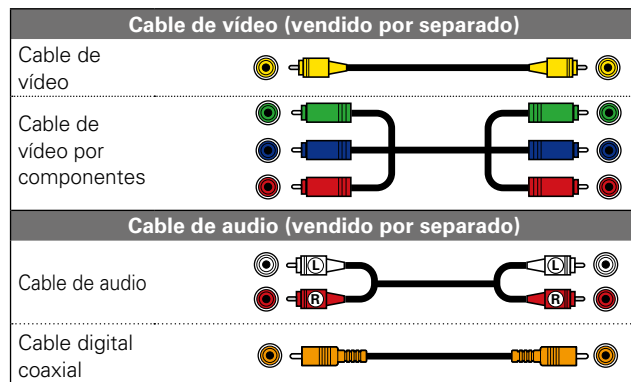 Cable de vídeo (vendido por separado)
Cable de
vídeo
Cable de
vídeo por
componentes
Cable de audio (vendido por separado)
Cable de audio
L
L
R
R
Cable digital
coaxial